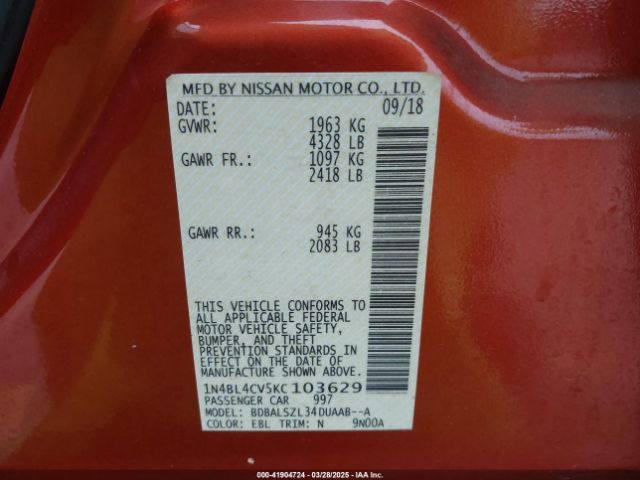 MFD BY NISSAN MOTOR CO., LTD.
DATE: 09/18
GVWR: 1963 KG
4328 LB
GAWR FR.: 1097 KG
2418 LB
GAWR RR.: 945 KG
2083 LB
THIS VEHICLE CONFORMS TO
ALL APPLICABLE FEDERAL
MOTOR VEHICLE SAFETY,
BUMPER, AND THEFT
PREVENTION STANDARDS IN
EFFECT ON THE DATE OF
MANUFACTURE SHOWN ABOVE.
1N4BL4CV5KC103629
PASSENGER CAR 997
MODEL: BDBALSZL34DUAAB--A
COLOR: EBL TRIM: N 9N00A
000-41904724 - 03/28/2025 - IAA Inc.